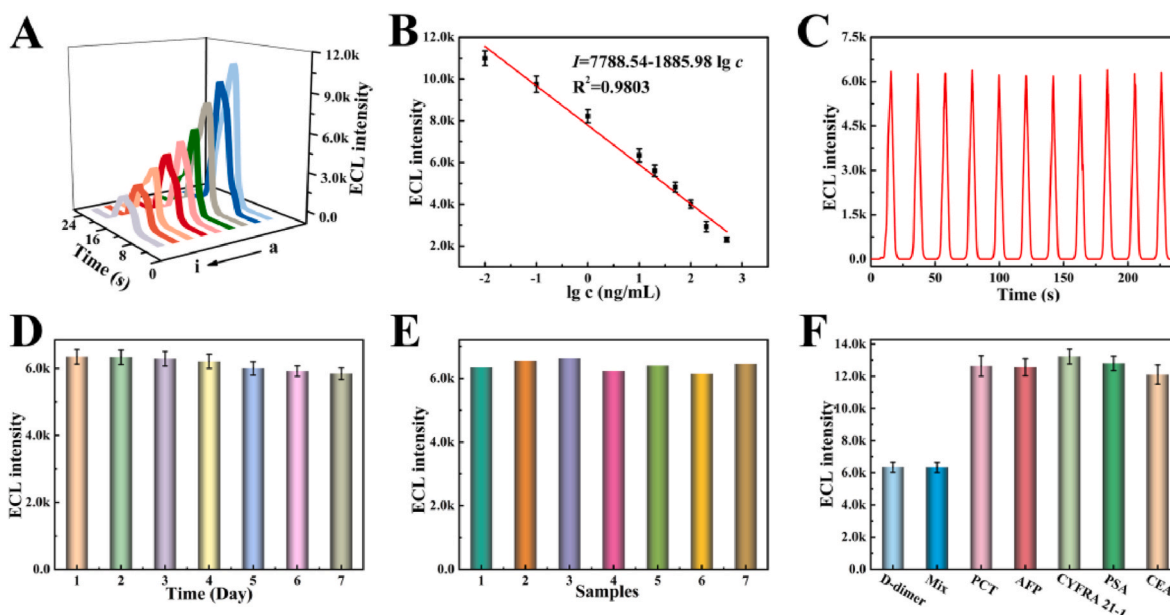 A
12.0k
9.0k
6.0k
3.0k
0.0
ECL intensity
24
16
8
0
Time (s)
i
a
B
12.0k
10.0k
8.0k
6.0k
4.0k
2.0k
ECL intensity
I=7788.54-1885.98 lg c
R²=0.9803
-2 -1 0 1 2 3
lg c (ng/mL)
C
7.5k
6.0k
4.5k
3.0k
1.5k
0.0
ECL intensity
0 50 100 150 200
Time (s)
D
6.0k
4.0k
2.0k
0.0
ECL intensity
1 2 3 4 5 6 7
Time (Day)
E
6.0k
4.0k
2.0k
0.0
ECL intensity
1 2 3 4 5 6 7
Samples
F
14.0k
12.0k
10.0k
8.0k
6.0k
4.0k
2.0k
0.0
ECL intensity
D-dimer Mix PCT AFP CYFRA 21-1 PSA CEA